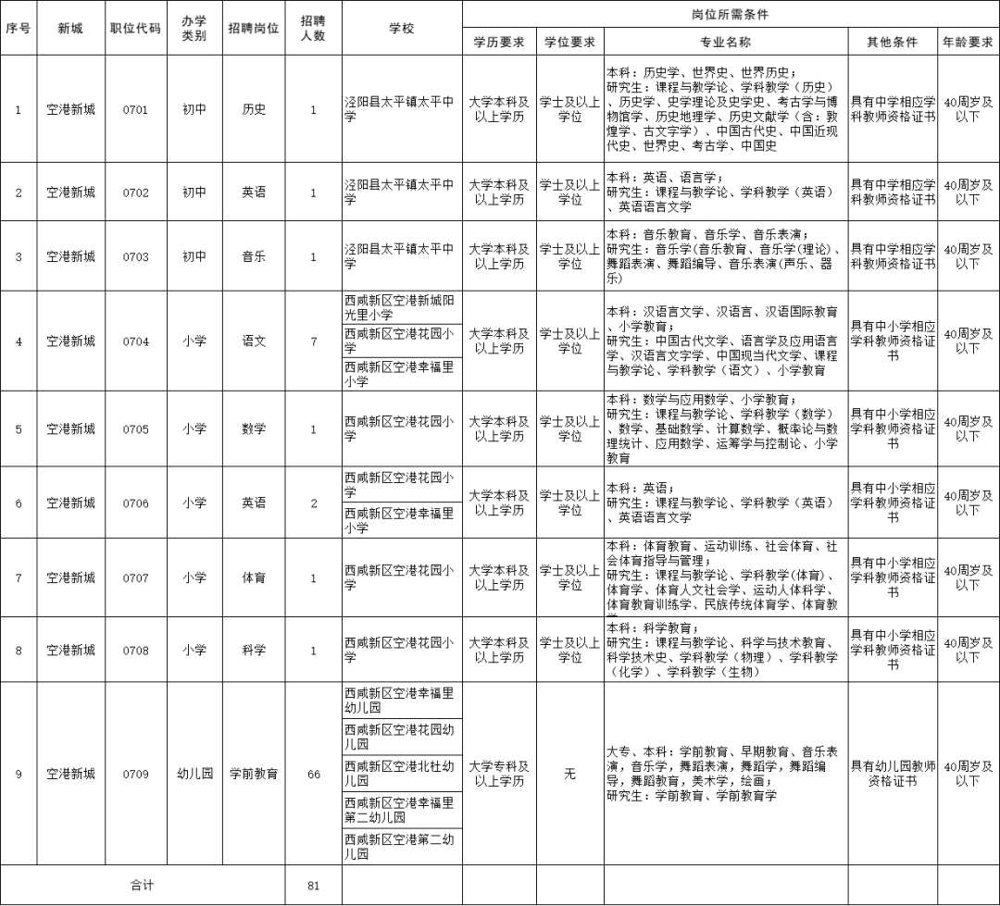 序号
新城
职位代码
办学
类别
招聘岗位
招聘
人数
学校
岗位所需条件
学历要求
学位要求
专业名称
其他条件
年龄要求
1
空港新城
0701
初中
历史
1
泾阳县太平镇太平中
学
大学本科及
以上学历
学士及以上
学位
本科：历史学、世界史、世界历史；
研究生：课程与教学论、学科教学（历史）
、历史学、史学理论及史学史、考古学与博
物馆学、历史地理学、历史文献学（含：敦
煌学、古文字学）、中国古代史、中国近现
代史、世界史、考古学、中国史
具有中学相应学
科教师资格证书
40周岁及
以下
2
空港新城
0702
初中
英语
1
泾阳县太平镇太平中
学
大学本科及
以上学历
学士及以上
学位
本科：英语、语言学；
研究生：课程与教学论、学科教学（英语）
、英语语言文学
具有中学相应学
科教师资格证书
40周岁及
以下
3
空港新城
0703
初中
音乐
1
泾阳县太平镇太平中
学
大学本科及
以上学历
学士及以上
学位
本科：音乐教育、音乐学、音乐表演；
研究生：音乐学(音乐教育、音乐学(理论)、
舞蹈表演、舞蹈编导、音乐表演(声乐、器
乐)
具有中学相应学
科教师资格证书
40周岁及
以下
4
空港新城
0704
小学
语文
7
西咸新区空港新城阳
光里小学
西咸新区空港花园小
学
西咸新区空港幸福里
小学
大学本科及
以上学历
学士及以上
学位
本科：汉语言文学、汉语言、汉语国际教育
、小学教育；
研究生：中国古代文学、语言学及应用语言
学、汉语言文字学、中国现当代文学、课程
与教学论、学科教学（语文）、小学教育
具有中小学相应
学科教师资格证
书
40周岁及
以下
5
空港新城
0705
小学
数学
1
西咸新区空港花园小
学
大学本科及
以上学历
学士及以上
学位
本科：数学与应用数学、小学教育；
研究生：课程与教学论、学科教学（数学）
、数学、基础数学、计算数学、概率论与数
理统计、应用数学、运筹学与控制论、小学
教育
具有中小学相应
学科教师资格证
书
40周岁及
以下
6
空港新城
0706
小学
英语
2
西咸新区空港花园小
学
西咸新区空港幸福里
小学
大学本科及
以上学历
学士及以上
学位
本科：英语；
研究生：课程与教学论、学科教学（英语）
、英语语言文学
具有中小学相应
学科教师资格证
书
40周岁及
以下
7
空港新城
0707
小学
体育
1
西咸新区空港花园小
学
大学本科及
以上学历
学士及以上
学位
本科：体育教育、运动训练、社会体育、社
会体育指导与管理；
研究生：课程与教学论、学科教学(体育)、
体育学、体育人文社会学、运动人体科学、
体育教育训练学、民族传统体育学、体育教
具有中小学相应
学科教师资格证
书
40周岁及
以下
8
空港新城
0708
小学
科学
1
西咸新区空港花园小
学
大学本科及
以上学历
学士及以上
学位
本科：科学教育；
研究生：课程与教学论、科学与技术教育、
科学技术史、学科教学（物理）、学科教学
（化学）、学科教学（生物）
具有中小学相应
学科教师资格证
书
40周岁及
以下
9
空港新城
0709
幼儿园
学前教育
66
西咸新区空港幸福里
幼儿园
西咸新区空港花园幼
儿园
西咸新区空港北杜幼
儿园
西咸新区空港幸福里
第二幼儿园
西咸新区空港第二幼
儿园
大学专科及
以上学历
无
大专、本科：学前教育、早期教育、音乐表
演，音乐学，舞蹈表演，舞蹈学，舞蹈编
导，舞蹈教育，美术学，绘画；
研究生：学前教育、学前教育学
具有幼儿园教师
资格证书
40周岁及
以下
合计
81